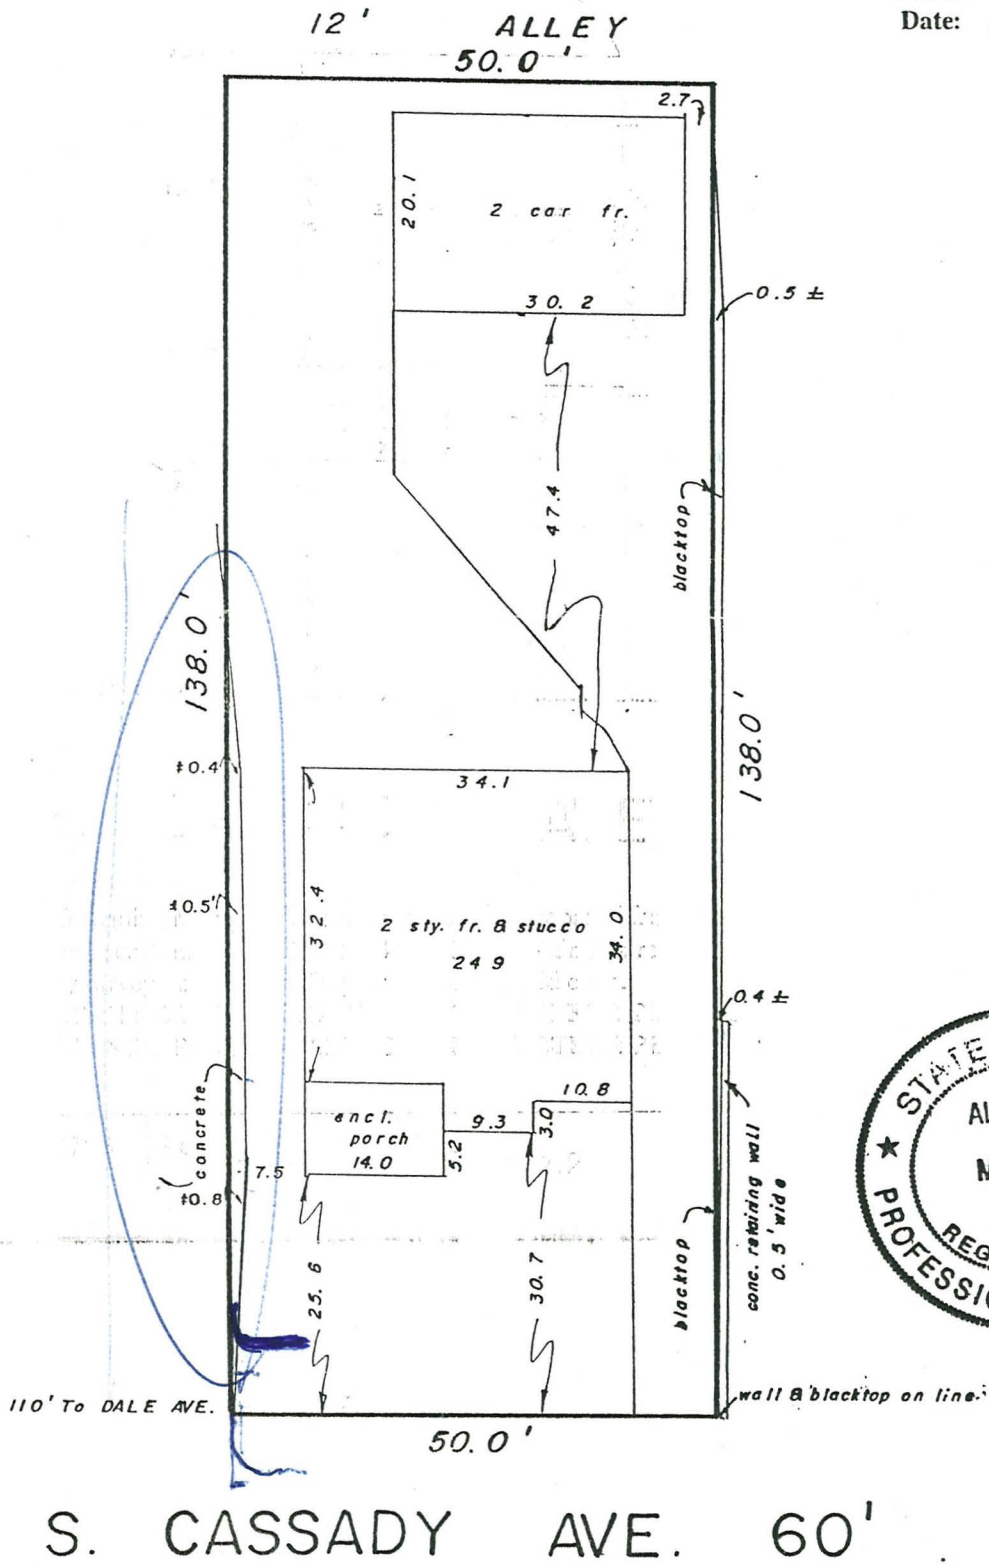 Date:
12' ALLEY
50.0'
2.7
20.1
2 car fr.
30.2
0.5 ±
47.4
blacktop
138.0'
138.0'
±0.4'
34.1
±0.5'
32.4
2 sty. fr. & stucco
249
34.0
0.4 ±
concrete
10.8
encl.
porch
14.0
9.3
3.0
5.2
7.5
±0.8'
conc. retaining wall
0.5' wide
blacktop
25.6
30.7
STATE
★
PROFESSIO
REG
110' To DALE AVE.
wall & blacktop on line.
50.0'
S. CASSADY AVE. 60'